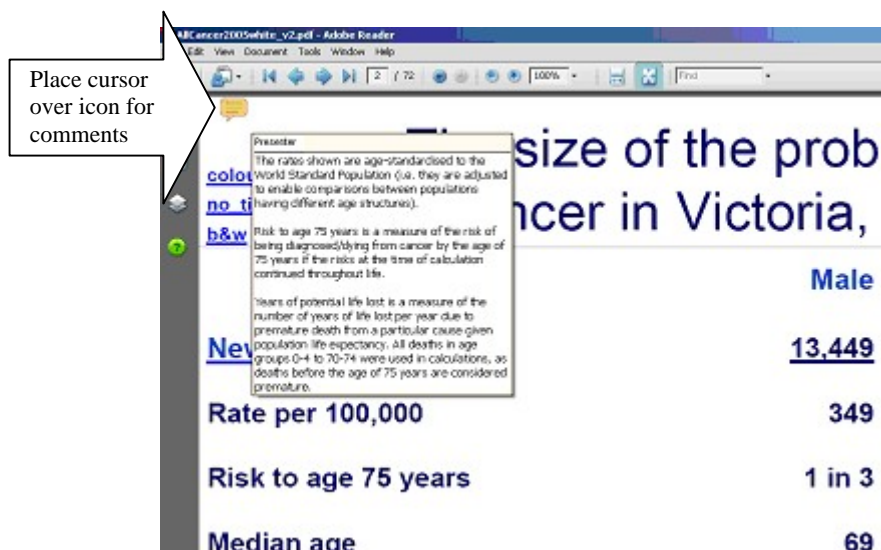 Place cursor
over icon for
comments
AllCancer2005white_v2.pdf - Adobe Reader
Edit View Document Tools Window Help
2 / 72 100% Find
Presenter
The rates shown are age-standardised to the
World Standard Population (i.e. they are adjusted
to enable comparisons between populations
having different age structures).
Risk to age 75 years is a measure of the risk of
being diagnosed/dying from cancer by the age of
75 years if the risks at the time of calculation
continued throughout life.
Years of potential life lost is a measure of the
number of years of life lost per year due to
premature death from a particular cause given
population life expectancy. All deaths in age
groups 0-4 to 70-74 were used in calculations, as
deaths before the age of 75 years are considered
premature.
size of the prob
ncer in Victoria,
colou
no ti
b&w
Male
New 13,449
Rate per 100,000 349
Risk to age 75 years 1 in 3
Median age 69